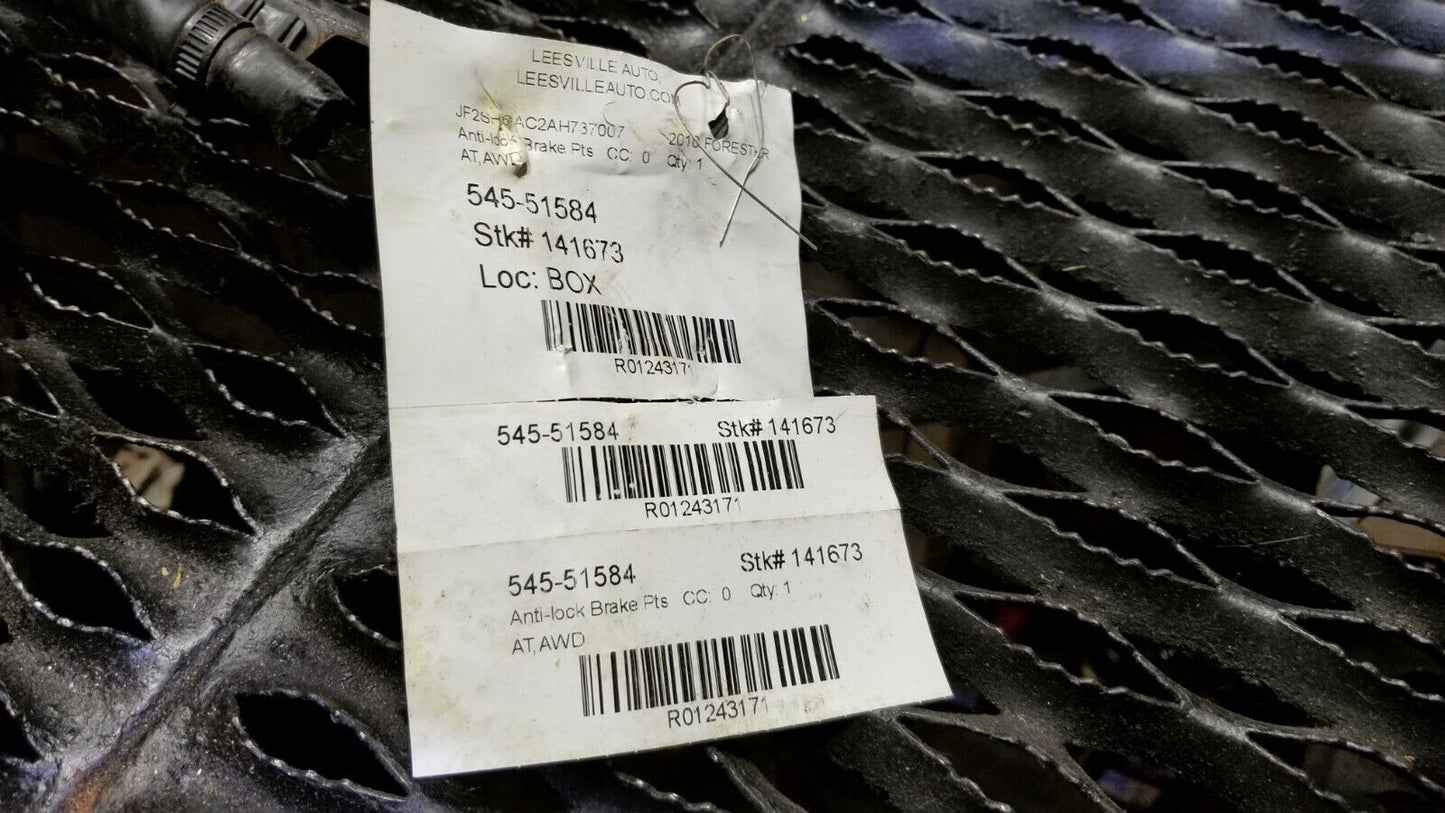 LEESVILLE AUTO
LEESVILLEAUTO.COM
2010 FORESTER
Anti-lock Brake Pts CC: 0 Qty: 1
AT,AWD
545-51584
Stk# 141673
Loc: BOX
R01243171
545-51584 Stk# 141673
R01243171
545-51584 Stk# 141673
Anti-lock Brake Pts CC: 0 Qty: 1
AT,AWD
R01243171